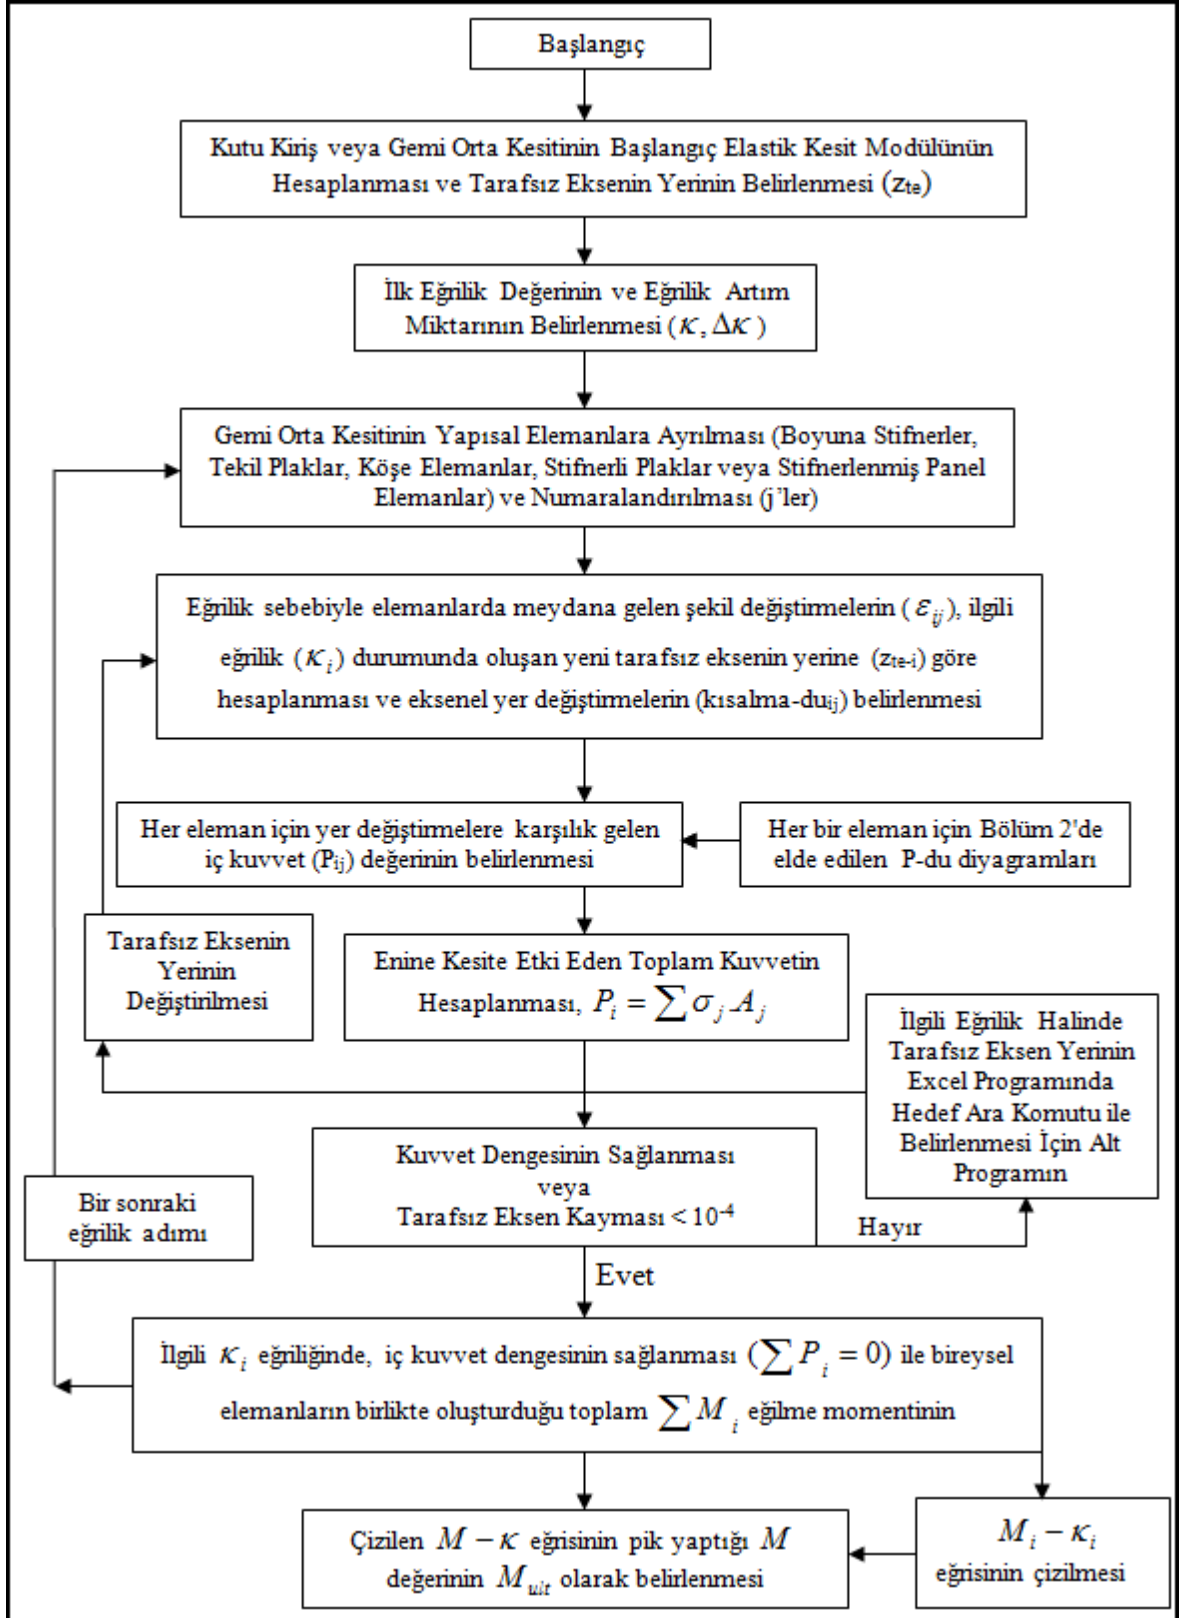 Başlangıç
Kutu Kiriş veya Gemi Orta Kesitinin Başlangıç Elastik Kesit Modülünün
Hesaplanması ve Tarafsız Eksenin Yerinin Belirlenmesi (zte)
İlk Eğrilik Değerinin ve Eğrilik Artım
Miktarının Belirlenmesi (κ, Δκ )
Gemi Orta Kesitinin Yapısal Elemanlara Ayrılması (Boyuna Stifnerler,
Tekil Plaklar, Köşe Elemanlar, Stifnerli Plaklar veya Stifnerlenmiş Panel
Elemanlar) ve Numaralandırılması (j’ler)
Eğrilik sebebiyle elemanlarda meydana gelen şekil değiştirmelerin ( εij ), ilgili
eğrilik (κi) durumunda oluşan yeni tarafsız eksenin yerine (zte-i) göre
hesaplanması ve eksenel yer değiştirmelerin (kısalma-duij) belirlenmesi
Her eleman için yer değiştirmelere karşılık gelen
iç kuvvet (Pij) değerinin belirlenmesi
Her bir eleman için Bölüm 2'de
elde edilen P-du diyagramları
Tarafsız Eksenin
Yerinin
Değiştirilmesi
Enine Kesite Etki Eden Toplam Kuvvetin
Hesaplanması, Pi = ∑ σj .Aj
İlgili Eğrilik Halinde
Tarafsız Eksen Yerinin
Excel Programında
Hedef Ara Komutu ile
Belirlenmesi İçin Alt
Programın
Kuvvet Dengesinin Sağlanması
veya
Tarafsız Eksen Kayması < 10-4
Hayır
Bir sonraki
eğrilik adımı
Evet
İlgili κi eğriliğinde, iç kuvvet dengesinin sağlanması (∑ Pi = 0) ile bireysel
elemanların birlikte oluşturduğu toplam ∑ Mi eğilme momentinin
Çizilen M − κ eğrisinin pik yaptığı M
değerinin Mult olarak belirlenmesi
Mi − κi
eğrisinin çizilmesi